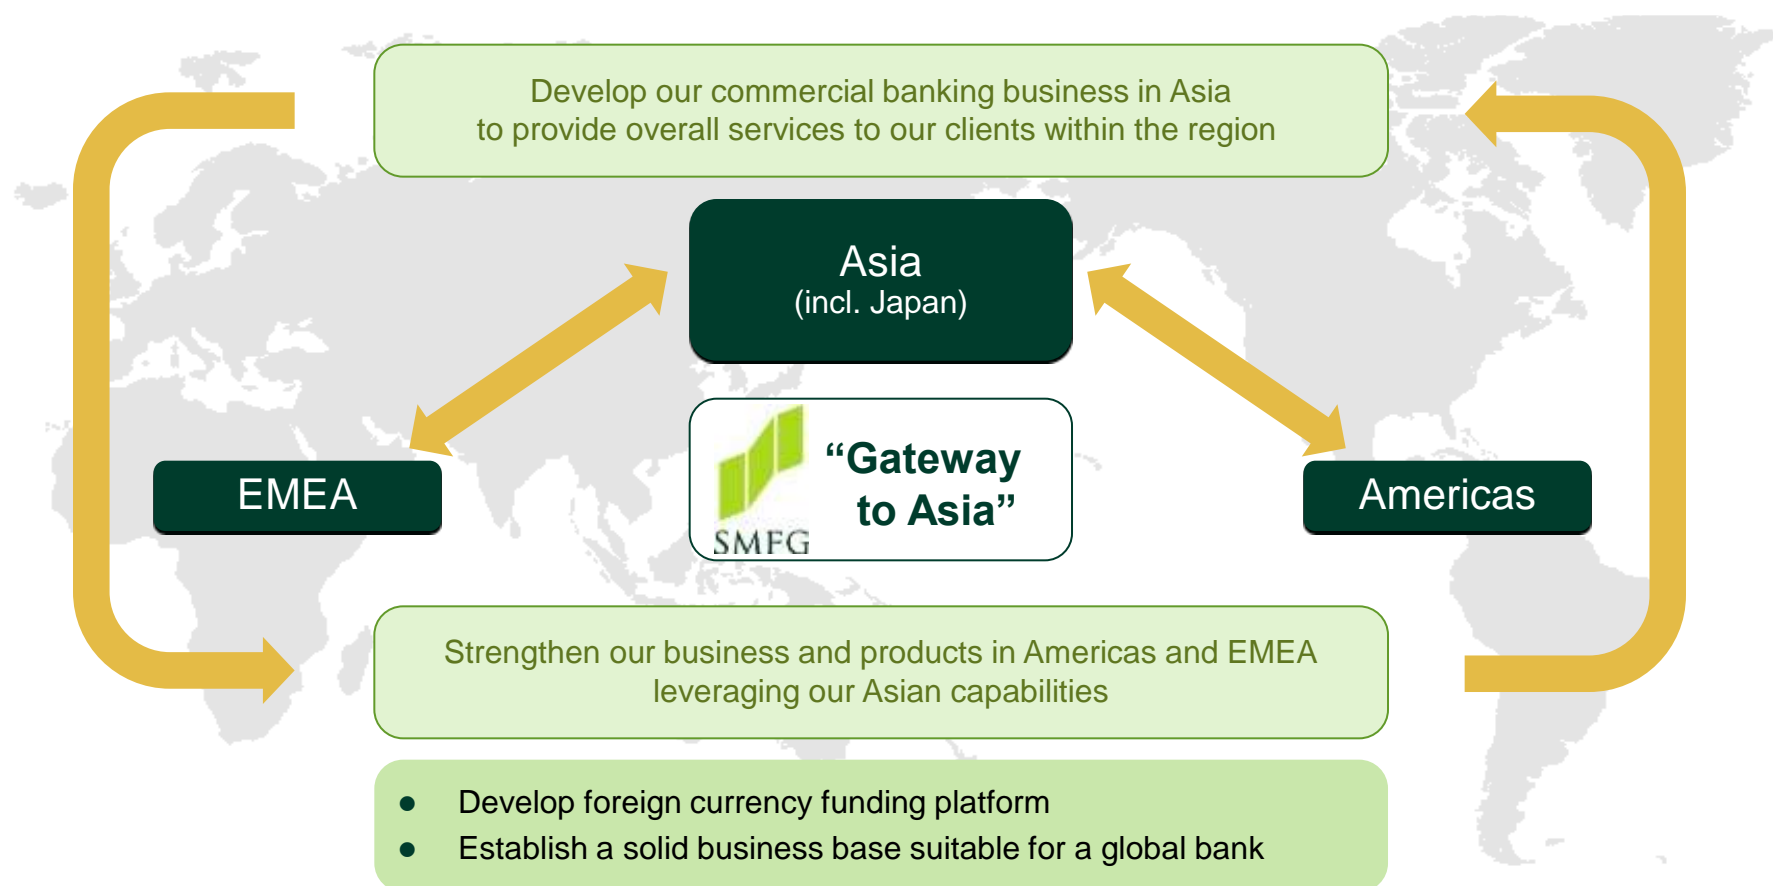 Develop our commercial banking business in Asia
to provide overall services to our clients within the region
Asia
(incl. Japan)
EMEA
SMFG
“Gateway
to Asia”
Americas
Strengthen our business and products in Americas and EMEA
leveraging our Asian capabilities
● Develop foreign currency funding platform
● Establish a solid business base suitable for a global bank